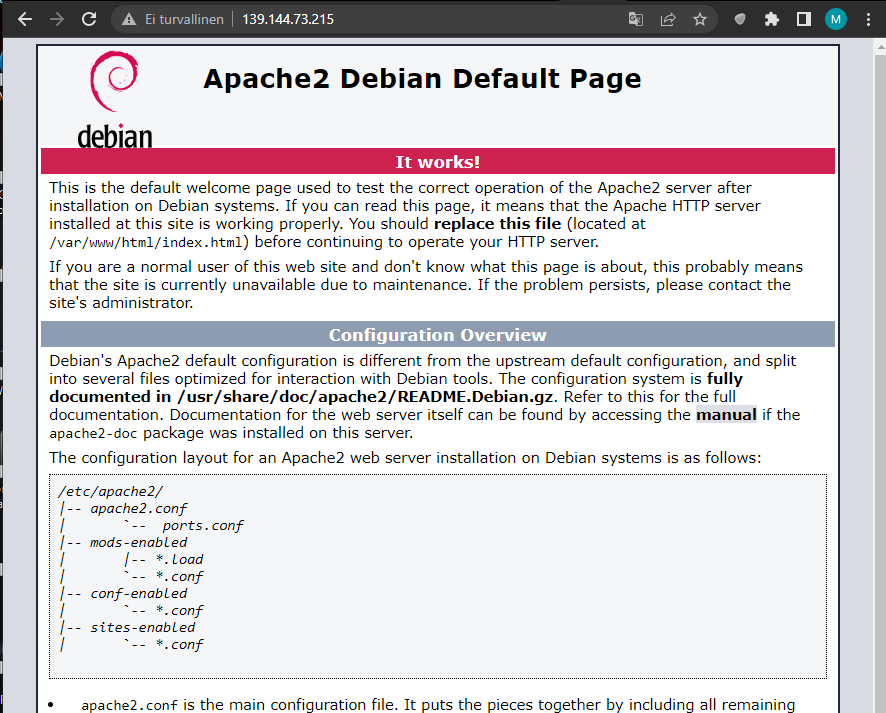 Ei turvallinen
139.144.73.215
M
debian
Apache2 Debian Default Page
It works!
This is the default welcome page used to test the correct operation of the Apache2 server after
installation on Debian systems. If you can read this page, it means that the Apache HTTP server
installed at this site is working properly. You should replace this file (located at
/var/www/html/index.html) before continuing to operate your HTTP server.
If you are a normal user of this web site and don't know what this page is about, this probably means
that the site is currently unavailable due to maintenance. If the problem persists, please contact the
site's administrator.
Configuration Overview
Debian's Apache2 default configuration is different from the upstream default configuration, and split
into several files optimized for interaction with Debian tools. The configuration system is fully
documented in /usr/share/doc/apache2/README.Debian.gz. Refer to this for the full
documentation. Documentation for the web server itself can be found by accessing the manual if the
apache2-doc package was installed on this server.
The configuration layout for an Apache2 web server installation on Debian systems is as follows:
/etc/apache2/
|-- apache2.conf
|       `--  ports.conf
|-- mods-enabled
|       |-- *.load
|       `-- *.conf
|-- conf-enabled
|       `-- *.conf
|-- sites-enabled
|       `-- *.conf
• apache2.conf is the main configuration file. It puts the pieces together by including all remaining